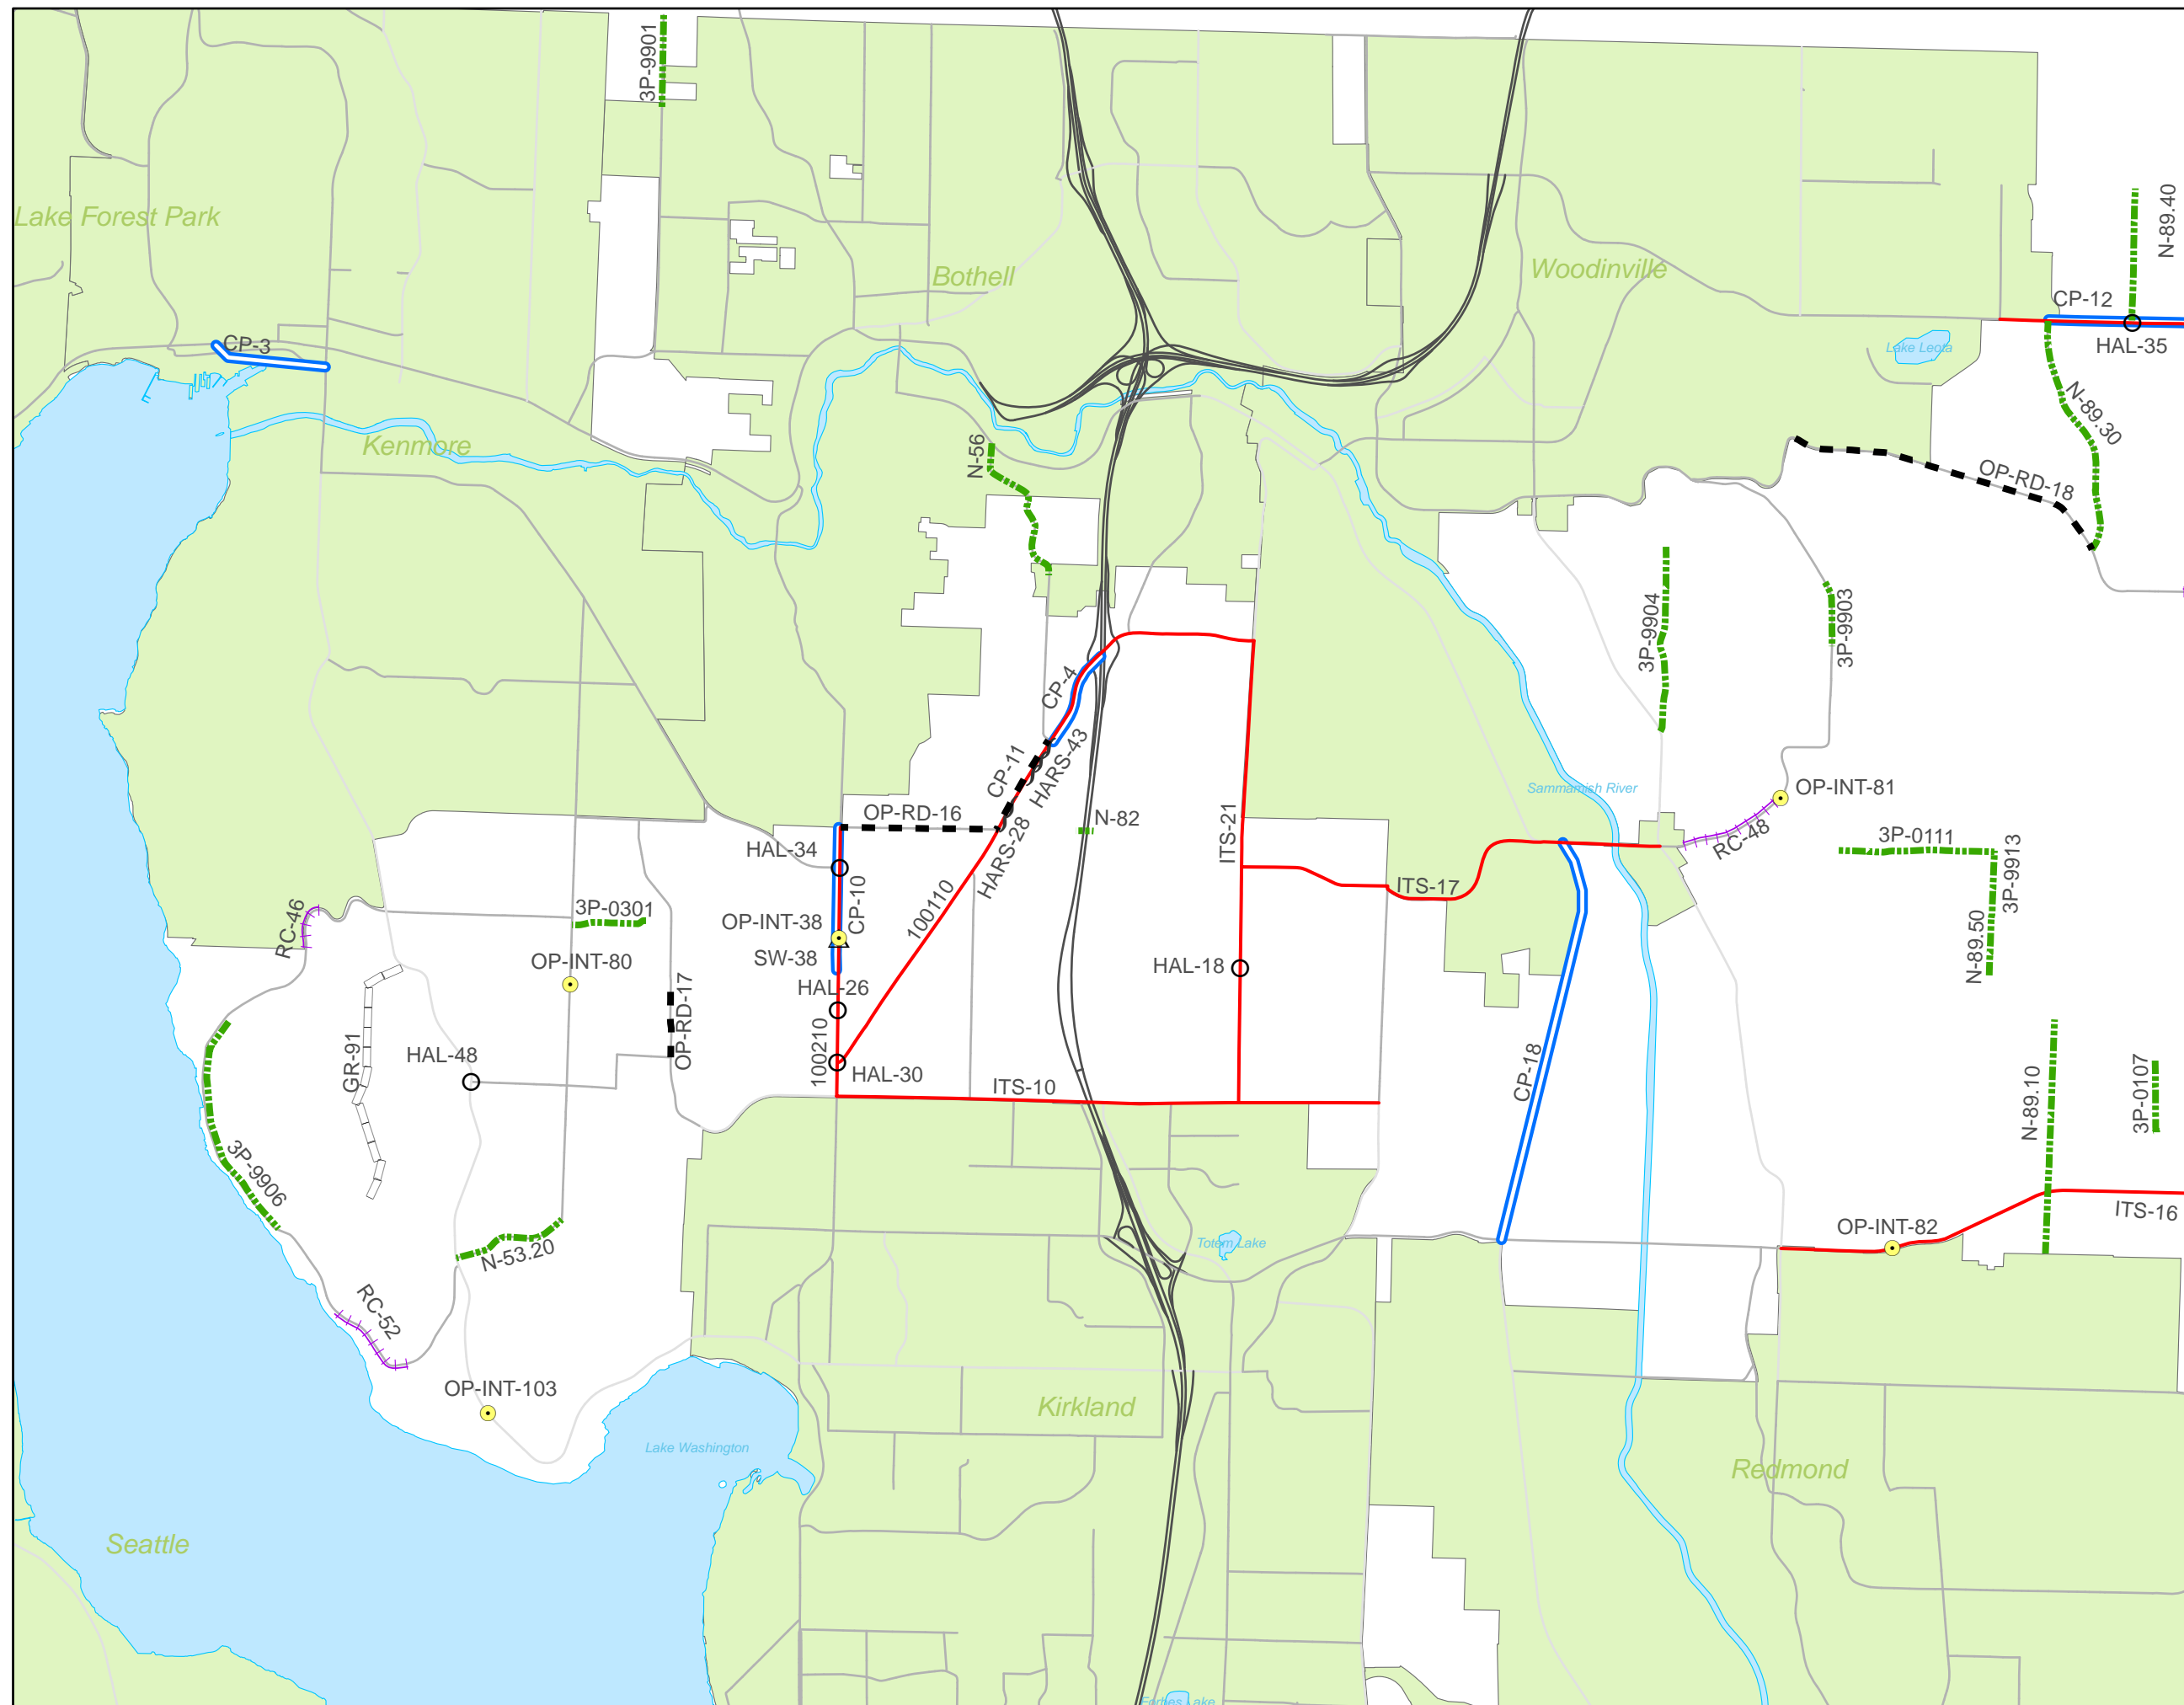 3P-9901
Lake Forest Park
N-89.40
Bothell
Woodinville
CP-12
CP-3
Lake Leota
HAL-35
N-89.30
Kenmore
N-56
OP-RD-18
3P-9904
3P-9903
CP-4
CP-11
HARS-43
Sammamish River
OP-INT-81
OP-RD-16
N-82
ITS-21
RC-48
3P-0111
HAL-34
HARS-28
3P-9913
ITS-17
CP-10
3P-0301
RC-46
OP-INT-38
100110
N-89.50
SW-38
OP-INT-80
HAL-18
HAL-26
OP-RD-17
GR-91
HAL-48
100210
HAL-30
ITS-10
CP-18
N-89.10
3P-0107
3P-9906
ITS-16
OP-INT-82
N-53.20
Totem Lake
RC-52
OP-INT-103
Kirkland
Lake Washington
Redmond
Seattle
Forbes Lake